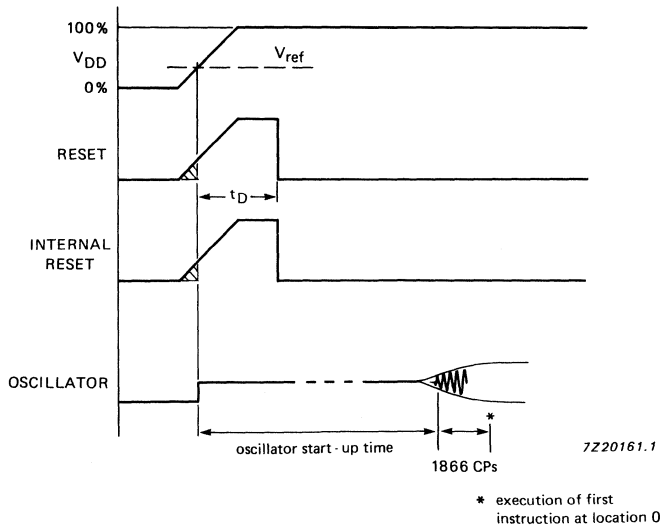 100%
VDD
Vref
0%
RESET
tD
INTERNAL
RESET
OSCILLATOR
*
oscillator start-up time
1866 CPs
7Z20161.1
* execution of first
instruction at location 0